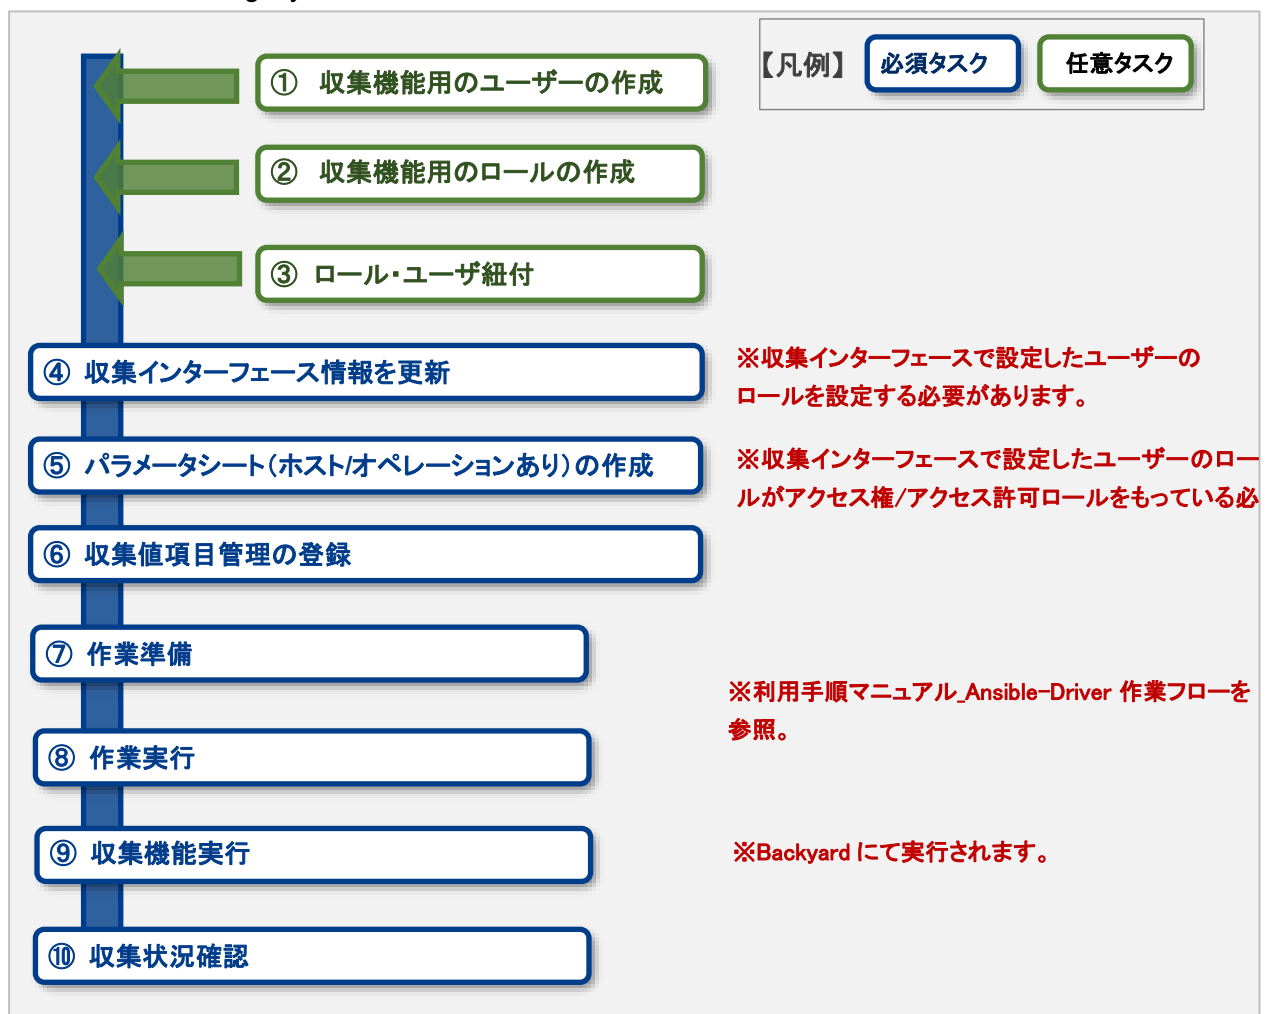 【凡例】 必須タスク 任意タスク
① 収集機能用のユーザーの作成
② 収集機能用のロールの作成
③ ロール・ユーザ紐付
④ 収集インターフェース情報を更新
※収集インターフェースで設定したユーザーの
ロールを設定する必要があります。
⑤ パラメータシート(ホスト/オペレーションあり)の作成
※収集インターフェースで設定したユーザーのロー
ルがアクセス権/アクセス許可ロールをもっている必
⑥ 収集値項目管理の登録
⑦ 作業準備
※利用手順マニュアル_Ansible-Driver 作業フローを
参照。
⑧ 作業実行
⑨ 収集機能実行
※Backyard にて実行されます。
⑩ 収集状況確認